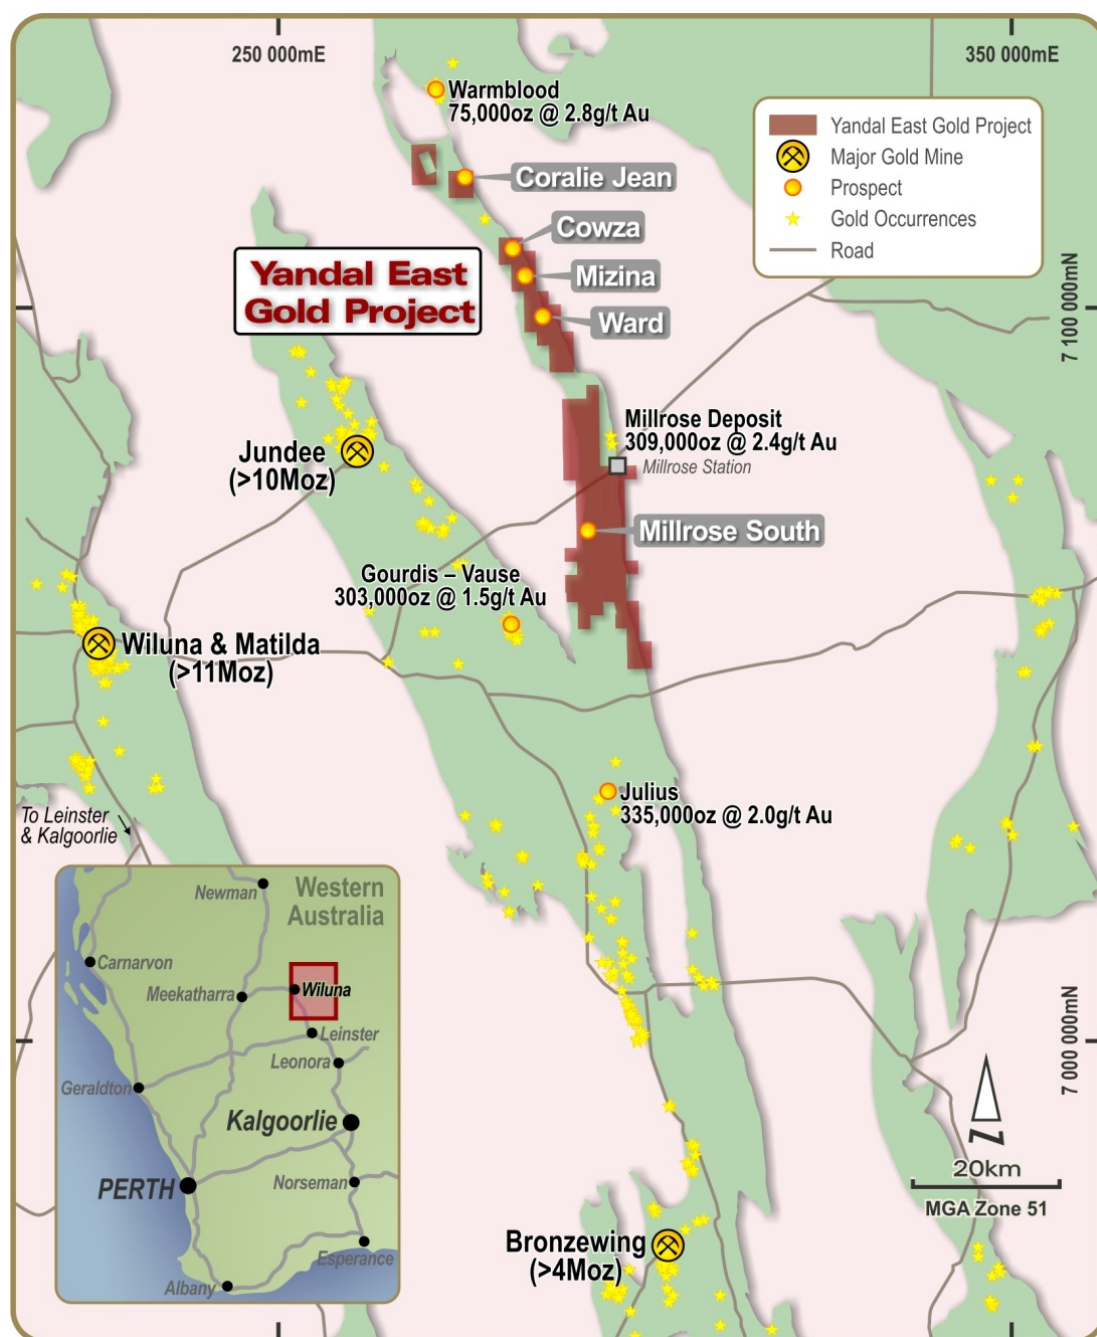 250 000mE
350 000mE
Warmblood
75,000oz @ 2.8g/t Au
Yandal East Gold Project
Major Gold Mine
Prospect
Gold Occurrences
Road
Coralie Jean
Cowza
Yandal East
Gold Project
Mizina
Ward
7 100 000mN
Millrose Deposit
309,000oz @ 2.4g/t Au
Millrose Station
Jundee
(>10Moz)
Millrose South
Gourdis – Vause
303,000oz @ 1.5g/t Au
Wiluna & Matilda
(>11Moz)
Julius
335,000oz @ 2.0g/t Au
To Leinster
& Kalgoorlie
Western
Australia
Newman
Carnarvon
Meekatharra
Wiluna
Leinster
Leonora
Geraldton
Kalgoorlie
PERTH
Norseman
Esperance
Albany
7 000 000mN
N
20km
MGA Zone 51
Bronzewing
(>4Moz)